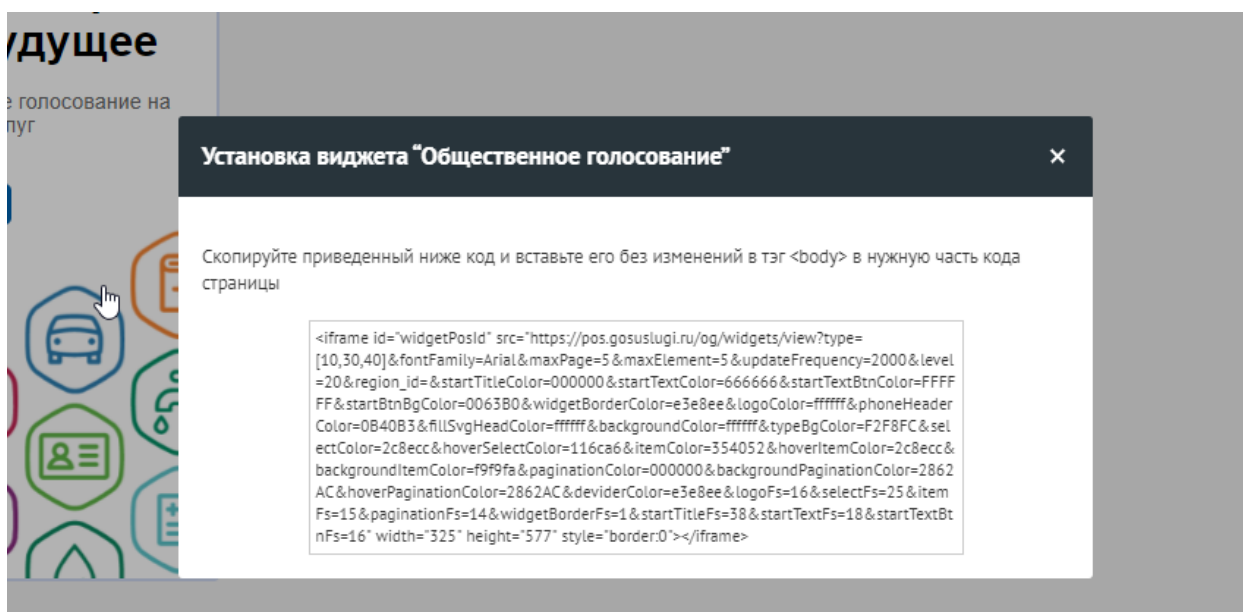 удущее
е голосование на
луг
Установка виджета “Общественное голосование”
Скопируйте приведенный ниже код и вставьте его без изменений в тэг <body> в нужную часть кода
страницы
<iframe id="widgetPosId" src="https://pos.gosuslugi.ru/og/widgets/view?type=
[10,30,40]&fontFamily=Arial&maxPage=5&maxElement=5&updateFrequency=2000&level
=20&region_id=&startTitleColor=000000&startTextColor=666666&startTextBtnColor=FFFF
FF&startBtnBgColor=0063B0&widgetBorderColor=e3e8ee&logoColor=ffffff&phoneHeader
Color=0B40B3&fillSvgHeadColor=ffffff&backgroundColor=ffffff&typeBgColor=F2F8FC&sel
ectColor=2c8ecc&hoverSelectColor=116ca6&itemColor=354052&hoverItemColor=2c8ecc&
backgroundItemColor=f9f9fa&paginationColor=000000&backgroundPaginationColor=2862
AC&hoverPaginationColor=2862AC&deviderColor=e3e8ee&logoFs=16&selectFs=25&item
Fs=15&paginationFs=14&widgetBorderFs=1&startTitleFs=38&startTextFs=18&startTextBt
nFs=16" width="325" height="577" style="border:0"></iframe>